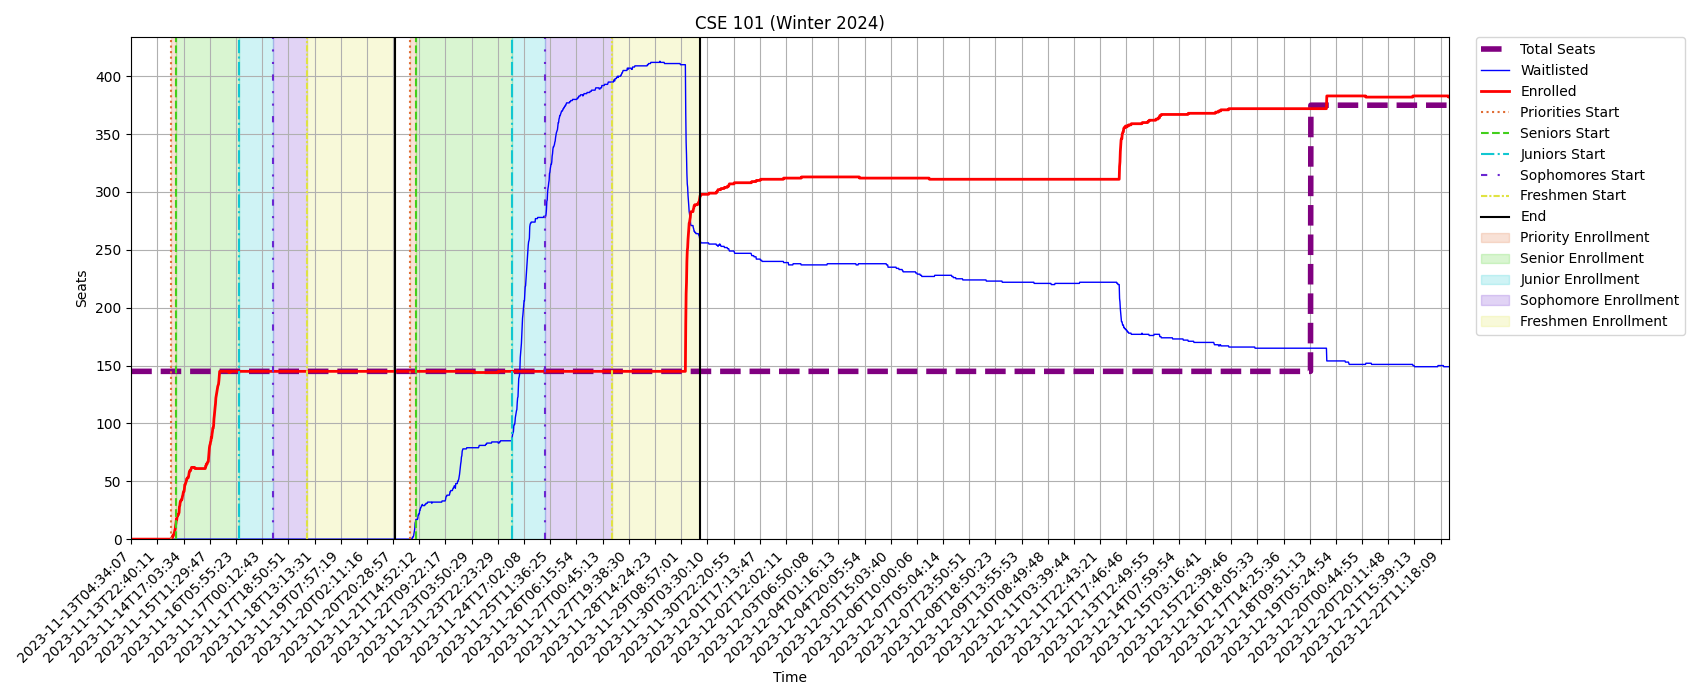 CSE 101 (Winter 2024)
Seats
400
350
300
250
200
150
100
50
0
2023-11-13T04:34:07
2023-11-13T22:40:11
2023-11-14T17:03:34
2023-11-15T11:29:47
2023-11-16T05:55:23
2023-11-17T00:12:43
2023-11-17T18:50:51
2023-11-18T13:13:31
2023-11-19T07:57:19
2023-11-20T02:11:16
2023-11-20T20:28:57
2023-11-21T14:52:12
2023-11-22T09:22:17
2023-11-23T03:50:29
2023-11-23T22:23:29
2023-11-24T17:02:08
2023-11-25T11:36:25
2023-11-26T06:15:54
2023-11-27T00:45:13
2023-11-27T19:38:30
2023-11-28T14:24:23
2023-11-29T08:57:01
2023-11-30T03:30:10
2023-11-30T22:20:55
2023-12-01T17:13:47
2023-12-02T12:02:11
2023-12-03T06:50:08
2023-12-04T01:16:13
2023-12-04T20:05:54
2023-12-05T15:03:40
2023-12-06T10:00:06
2023-12-07T05:04:14
2023-12-07T23:50:51
2023-12-08T18:50:23
2023-12-09T13:55:53
2023-12-10T08:49:48
2023-12-11T03:39:44
2023-12-11T22:43:21
2023-12-12T17:46:46
2023-12-13T12:49:55
2023-12-14T07:59:54
2023-12-15T03:16:41
2023-12-15T22:39:46
2023-12-16T18:05:33
2023-12-17T14:25:36
2023-12-18T09:51:13
2023-12-19T05:24:54
2023-12-20T00:44:55
2023-12-20T20:11:48
2023-12-21T15:39:13
2023-12-22T11:18:09
Time
Total Seats
Waitlisted
Enrolled
Priorities Start
Seniors Start
Juniors Start
Sophomores Start
Freshmen Start
End
Priority Enrollment
Senior Enrollment
Junior Enrollment
Sophomore Enrollment
Freshmen Enrollment